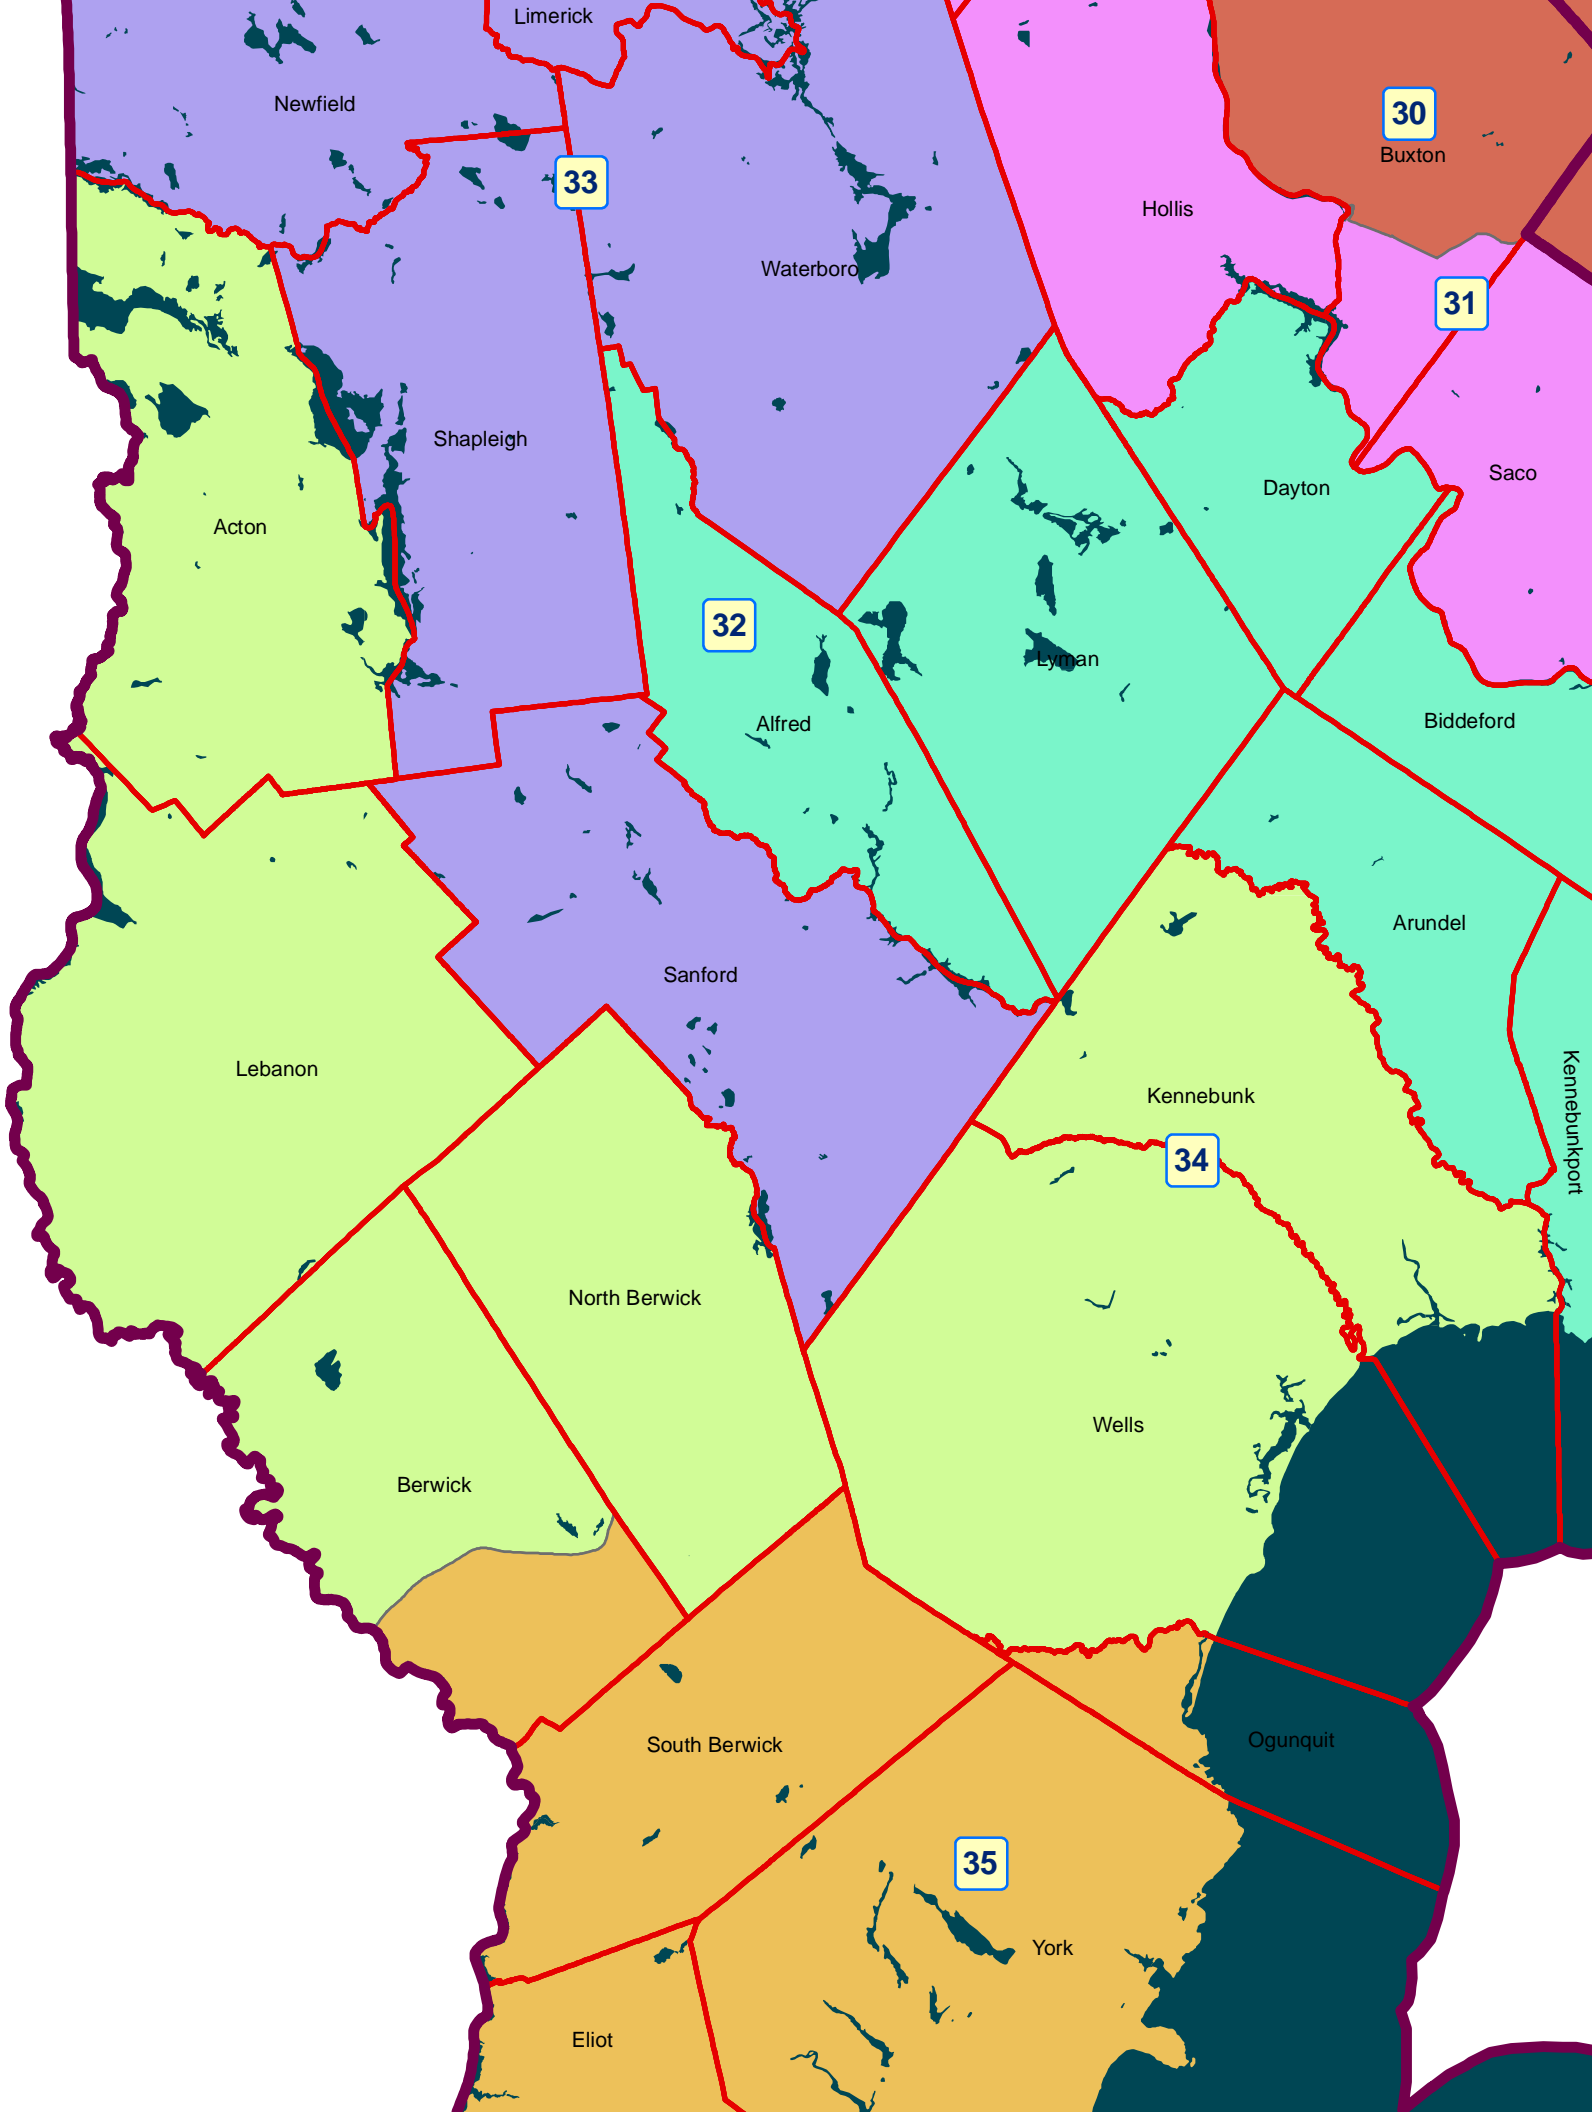 Limerick
Newfield
30
Buxton
33
Hollis
Waterboro
31
Shapleigh
Saco
Dayton
Acton
32
Lyman
Alfred
Biddeford
Arundel
Sanford
Lebanon
Kennebunk
Kennebunkport
34
North Berwick
Wells
Berwick
South Berwick
Ogunquit
35
York
Eliot